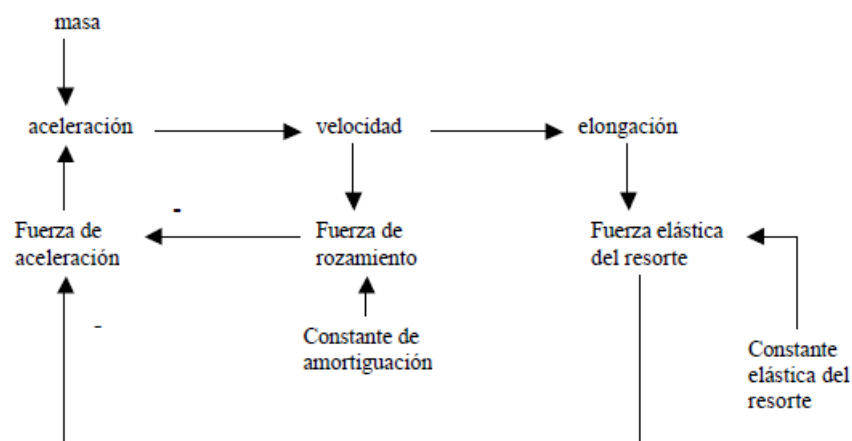 masa
aceleración
velocidad
elongación
-
Fuerza de
aceleración
Fuerza de
rozamiento
Fuerza elástica
del resorte
-
Constante de
amortiguación
Constante
elástica del
resorte